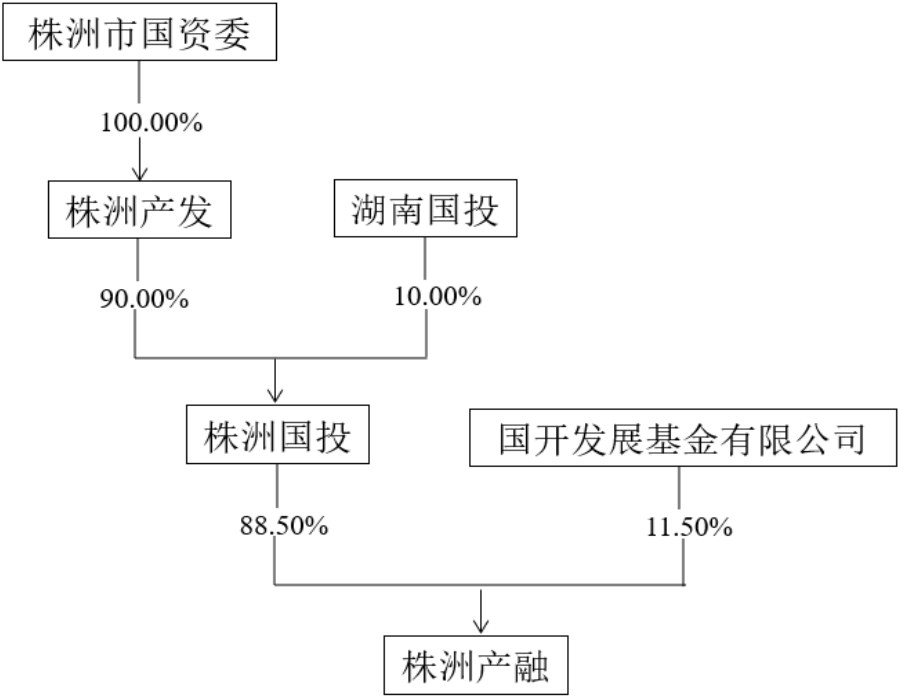 株洲市国资委
100.00%
株洲产发
湖南国投
90.00%
10.00%
株洲国投
国开发展基金有限公司
88.50%
11.50%
株洲产融